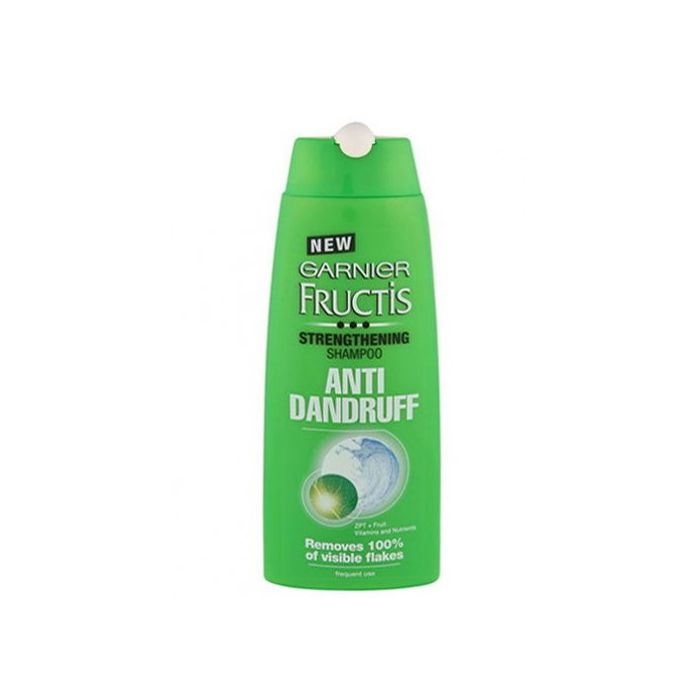 NEW
GARNIER
FRUCTiS
STRENGTHENING
SHAMPOO
ANTI
DANDRUFF
ZPT + Fruit
Vitamins and Nutrients
Removes 100%
of visible flakes
frequent use